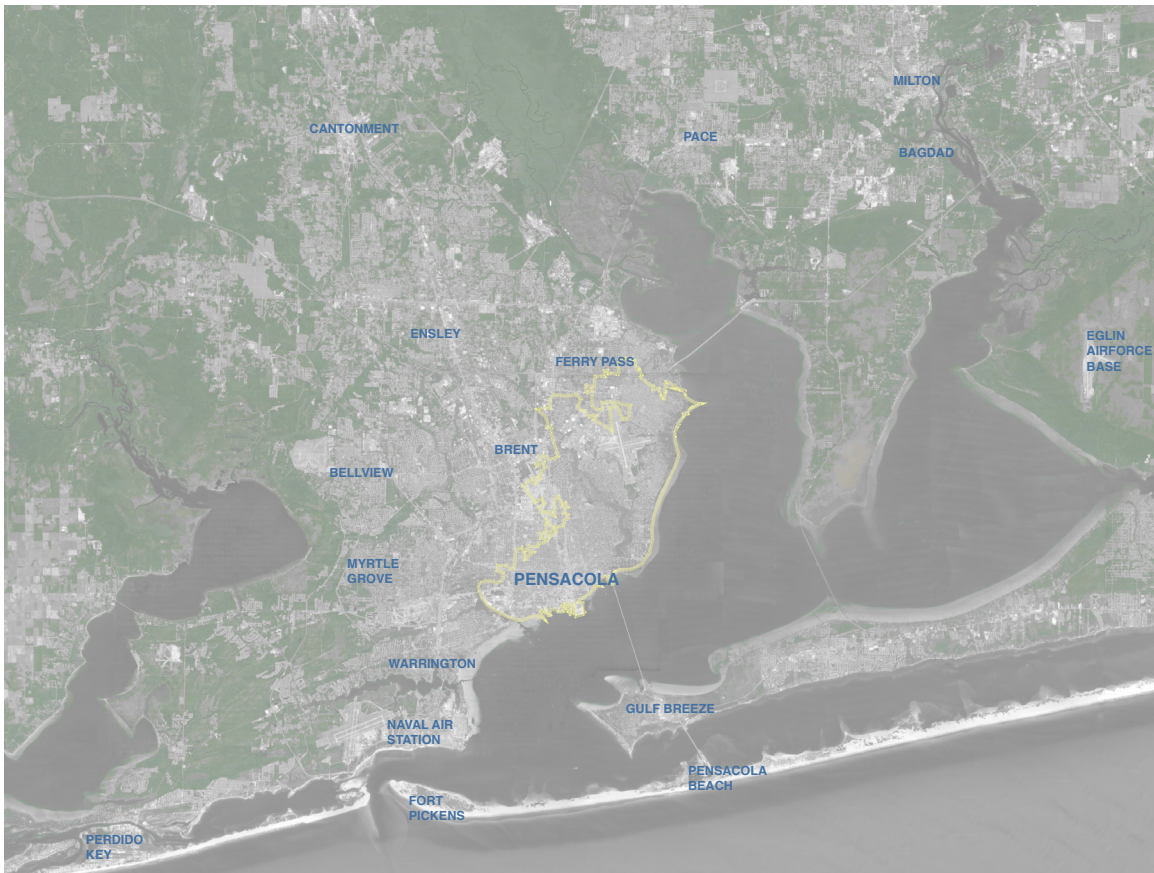 MILTON
CANTONMENT
PACE
BAGDAD
ENSLEY
EGLIN
AIRFORCE
BASE
FERRY PASS
BRENT
BELLVIEW
MYRTLE
GROVE
PENSACOLA
WARRINGTON
GULF BREEZE
NAVAL AIR
STATION
PENSACOLA
BEACH
FORT
PICKENS
PERDIDO
KEY